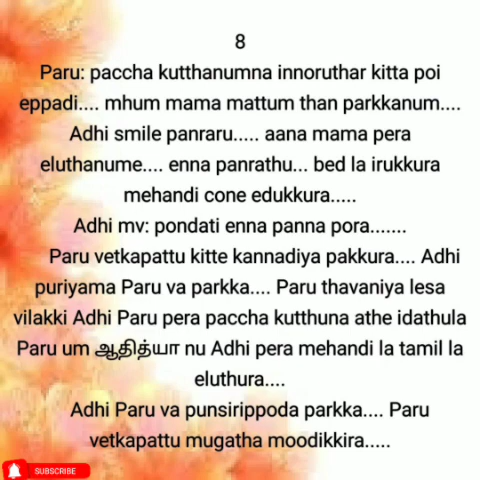 8
Paru: paccha kutthanumna innoruthar kitta poi
eppadi.... mhum mama mattum than parkkanum....
Adhi smile panraru..... aana mama pera
eluthanume.... enna panrathu... bed la irukkura
mehandi cone edukkura.....
Adhi mv: pondati enna panna pora.......
Paru vetkapattu kitte kannadiya pakkura.... Adhi
puriyama Paru va parkka.... Paru thavaniya lesa
vilakki Adhi Paru pera paccha kutthuna athe idathula
Paru um ஆதித்யா nu Adhi pera mehandi la tamil la
eluthura....
Adhi Paru va punsirippoda parkka.... Paru
vetkapattu mugatha moodikkira.....
SUBSCRIBE